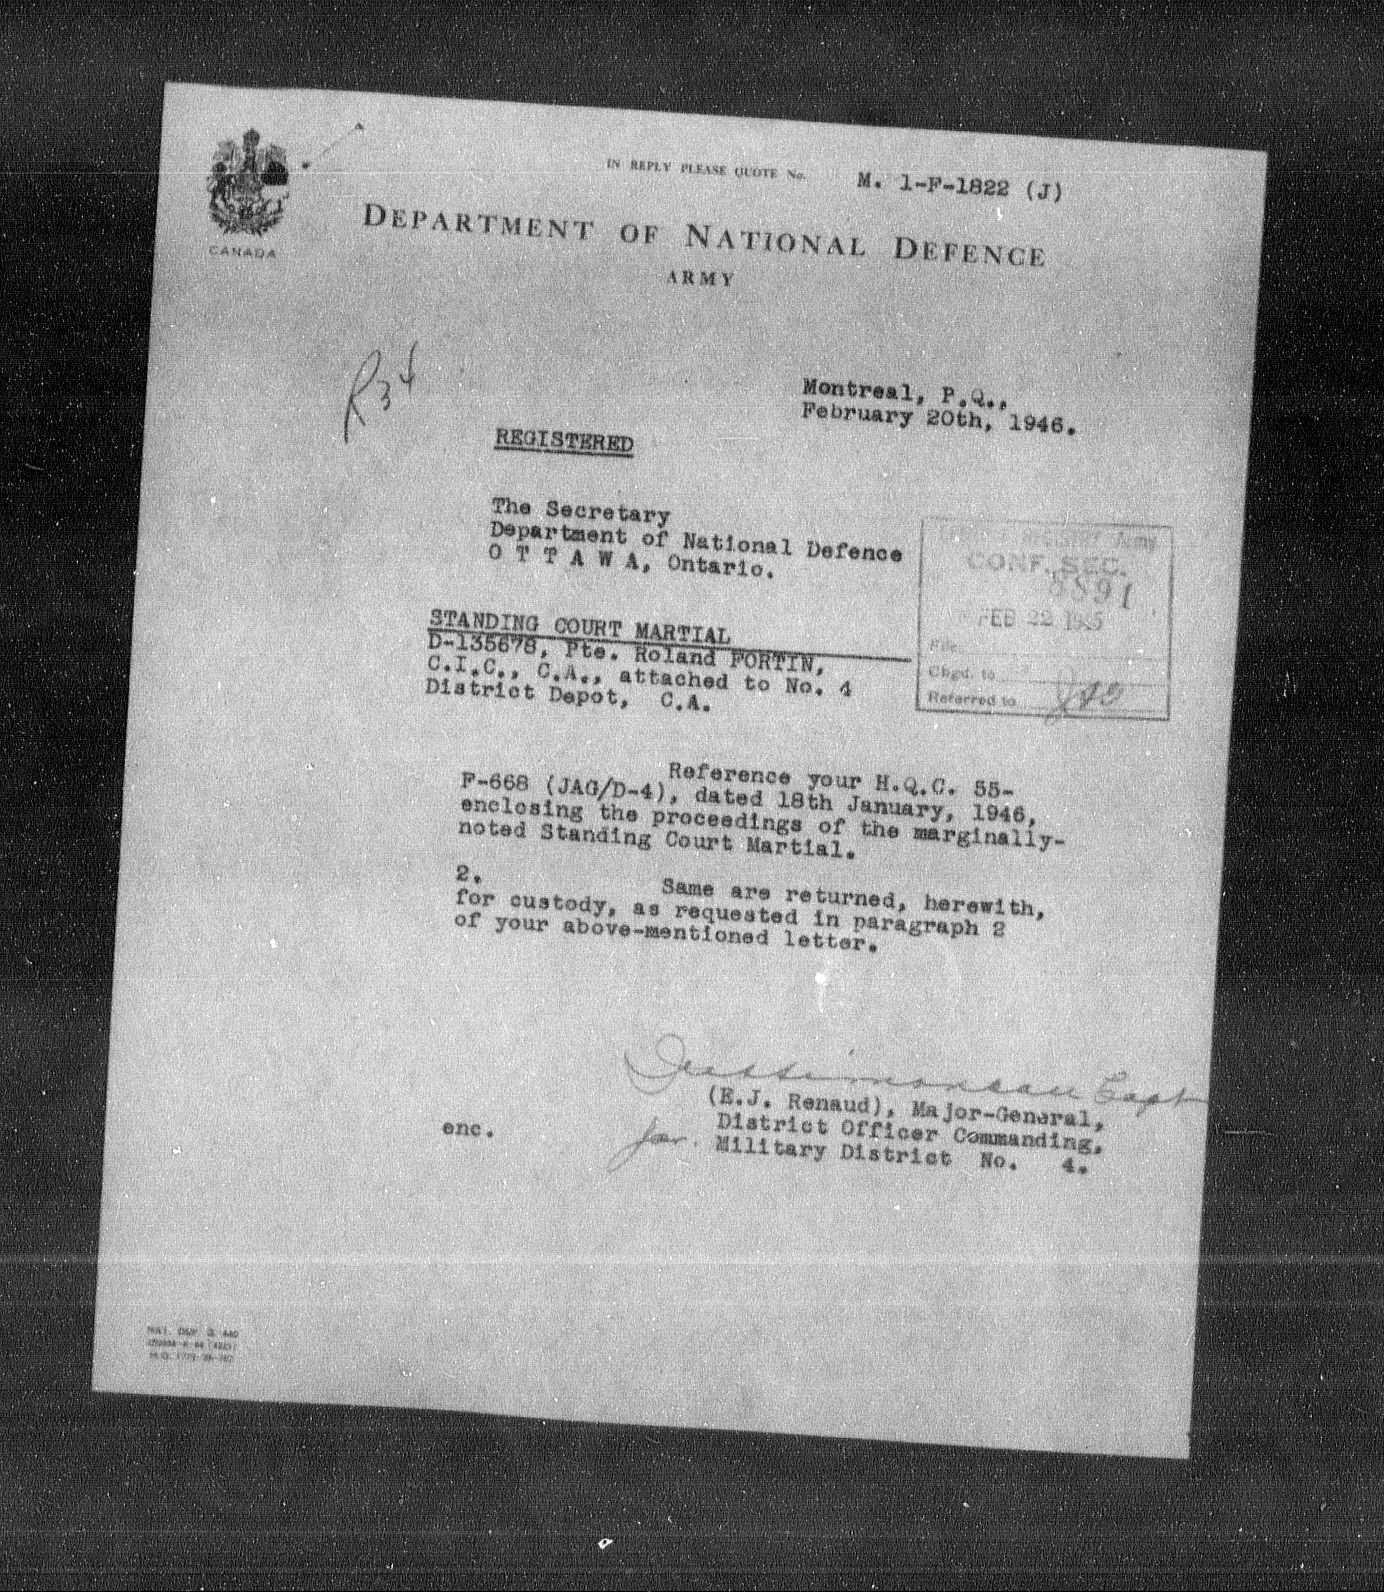 IN REPLY PLEASE QUOTE No. M. 1-F-1822 (J)
CANADA
DEPARTMENT OF NATIONAL DEFENCE
ARMY
R34
Montreal, P.Q.,
February 20th, 1946.
REGISTERED
The Secretary
Department of National Defence
O T T A W A, Ontario.
Army
CONF. SEC.
8891
FEB 22
File
Chgd. to
Referred to
STANDING COURT MARTIAL
D-135678, Pte. Roland FORTIN,
C.I.C., C.A., attached to No. 4
District Depot, C.A.
Reference your H.Q.C. 55-
F-668 (JAG/D-4), dated 18th January, 1946,
enclosing the proceedings of the marginally-
noted Standing Court Martial.
2. Same are returned, herewith,
for custody, as requested in paragraph 2
of your above-mentioned letter.
Capt
(E.J. Renaud), Major-General,
District Officer Commanding,
for. Military District No. 4.
enc.